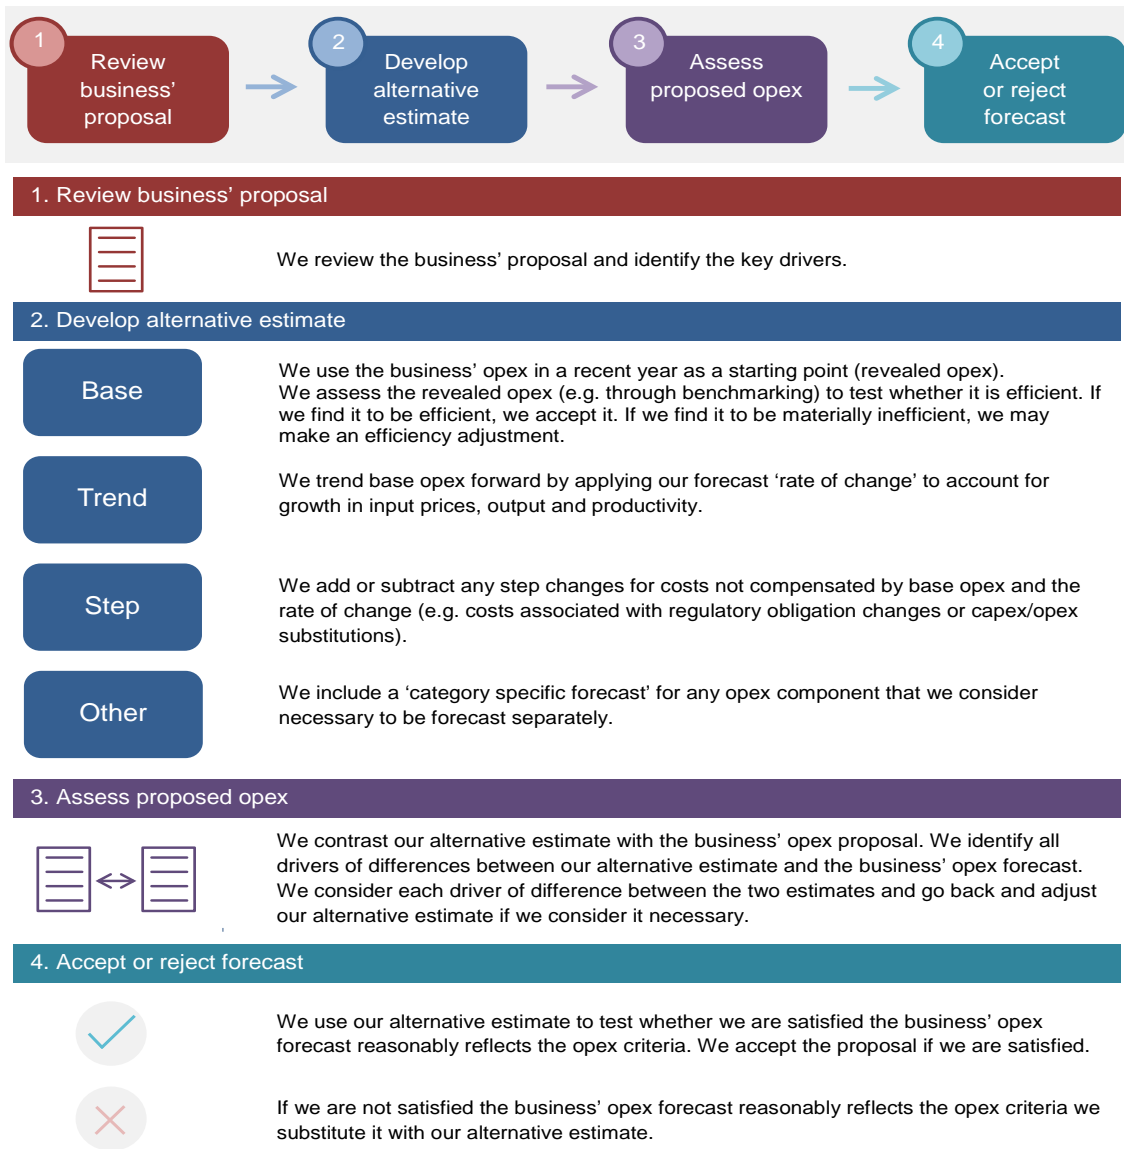 1
Review
business’
proposal
2
Develop
alternative
estimate
3
Assess
proposed opex
4
Accept
or reject
forecast
1. Review business’ proposal
We review the business’ proposal and identify the key drivers.
2. Develop alternative estimate
Base
We use the business’ opex in a recent year as a starting point (revealed opex).
We assess the revealed opex (e.g. through benchmarking) to test whether it is efficient. If
we find it to be efficient, we accept it. If we find it to be materially inefficient, we may
make an efficiency adjustment.
Trend
We trend base opex forward by applying our forecast ‘rate of change’ to account for
growth in input prices, output and productivity.
Step
We add or subtract any step changes for costs not compensated by base opex and the
rate of change (e.g. costs associated with regulatory obligation changes or capex/opex
substitutions).
Other
We include a ‘category specific forecast’ for any opex component that we consider
necessary to be forecast separately.
3. Assess proposed opex
We contrast our alternative estimate with the business’ opex proposal. We identify all
drivers of differences between our alternative estimate and the business’ opex forecast.
We consider each driver of difference between the two estimates and go back and adjust
our alternative estimate if we consider it necessary.
4. Accept or reject forecast
We use our alternative estimate to test whether we are satisfied the business’ opex
forecast reasonably reflects the opex criteria. We accept the proposal if we are satisfied.
If we are not satisfied the business’ opex forecast reasonably reflects the opex criteria we
substitute it with our alternative estimate.